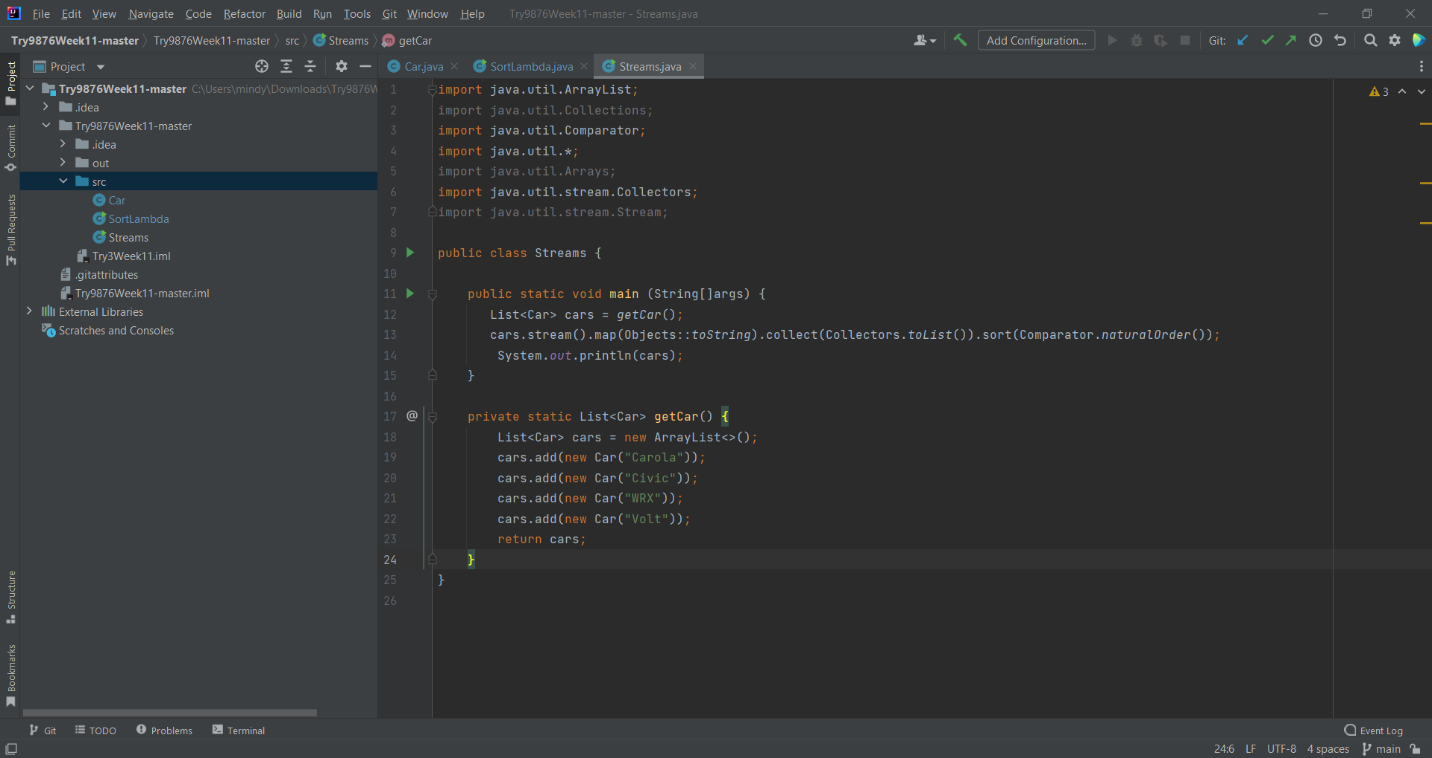 File Edit View Navigate Code Refactor Build Run Tools Git Window Help Try9876Week11-master - Streams.java
Try9876Week11-master Try9876Week11-master src Streams getCar Add Configuration... Git:
Project
Commit
Pull Requests
Structure
Bookmarks
Project
Try9876Week11-master C:\Users\mindy\Downloads\Try9876W
.idea
Try9876Week11-master
.idea
out
src
Car
SortLambda
Streams
Try3Week11.iml
.gitattributes
Try9876Week11-master.iml
External Libraries
Scratches and Consoles
Car.java SortLambda.java Streams.java
3
1 import java.util.ArrayList;
2 import java.util.Collections;
3 import java.util.Comparator;
4 import java.util.*;
5 import java.util.Arrays;
6 import java.util.stream.Collectors;
7 import java.util.stream.Stream;
8
9 public class Streams {
10
11 public static void main (String[]args) {
12 List<Car> cars = getCar();
13 cars.stream().map(Objects::toString).collect(Collectors.toList()).sort(Comparator.naturalOrder());
14 System.out.println(cars);
15 }
16
17 @ private static List<Car> getCar() {
18 List<Car> cars = new ArrayList<>();
19 cars.add(new Car("Carola"));
20 cars.add(new Car("Civic"));
21 cars.add(new Car("WRX"));
22 cars.add(new Car("Volt"));
23 return cars;
24 }
25 }
26
Git TODO Problems Terminal Event Log
24:6 LF UTF-8 4 spaces main